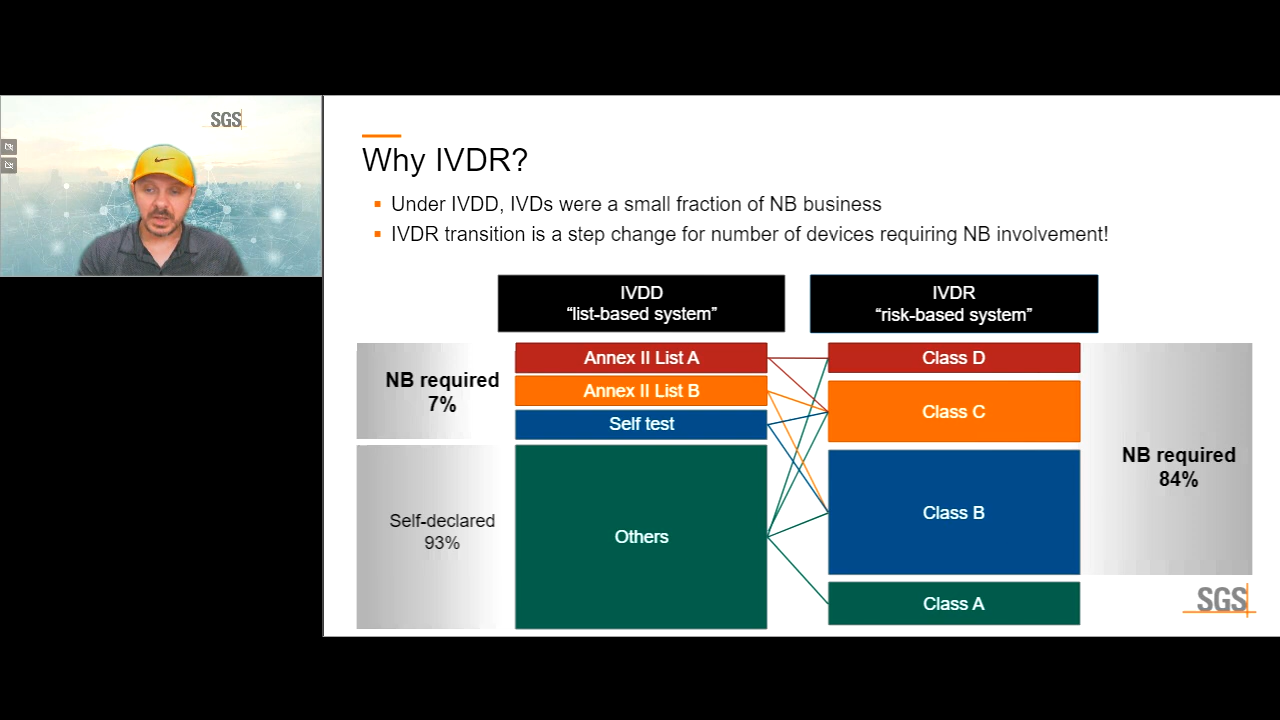 SGS
Why IVDR?
Under IVDD, IVDs were a small fraction of NB business
IVDR transition is a step change for number of devices requiring NB involvement!
IVDD
“list-based system”
IVDR
“risk-based system”
NB required
7%
Self-declared
93%
Annex II List A
Annex II List B
Self test
Others
Class D
Class C
Class B
Class A
NB required
84%
SGS